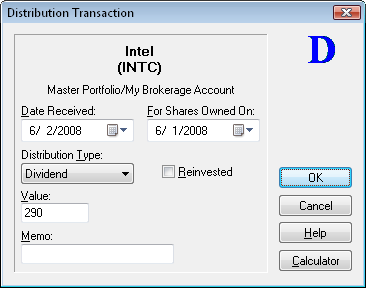 Distribution Transaction
Intel
(INTC)
D
Master Portfolio/My Brokerage Account
Date Received:
For Shares Owned On:
6/ 2/2008
6/ 1/2008
Distribution Type:
Dividend
Reinvested
Value:
290
Memo:
OK
Cancel
Help
Calculator